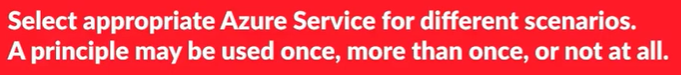 Select appropriate Azure Service for different scenarios.
A principle may be used once, more than once, or not at all.